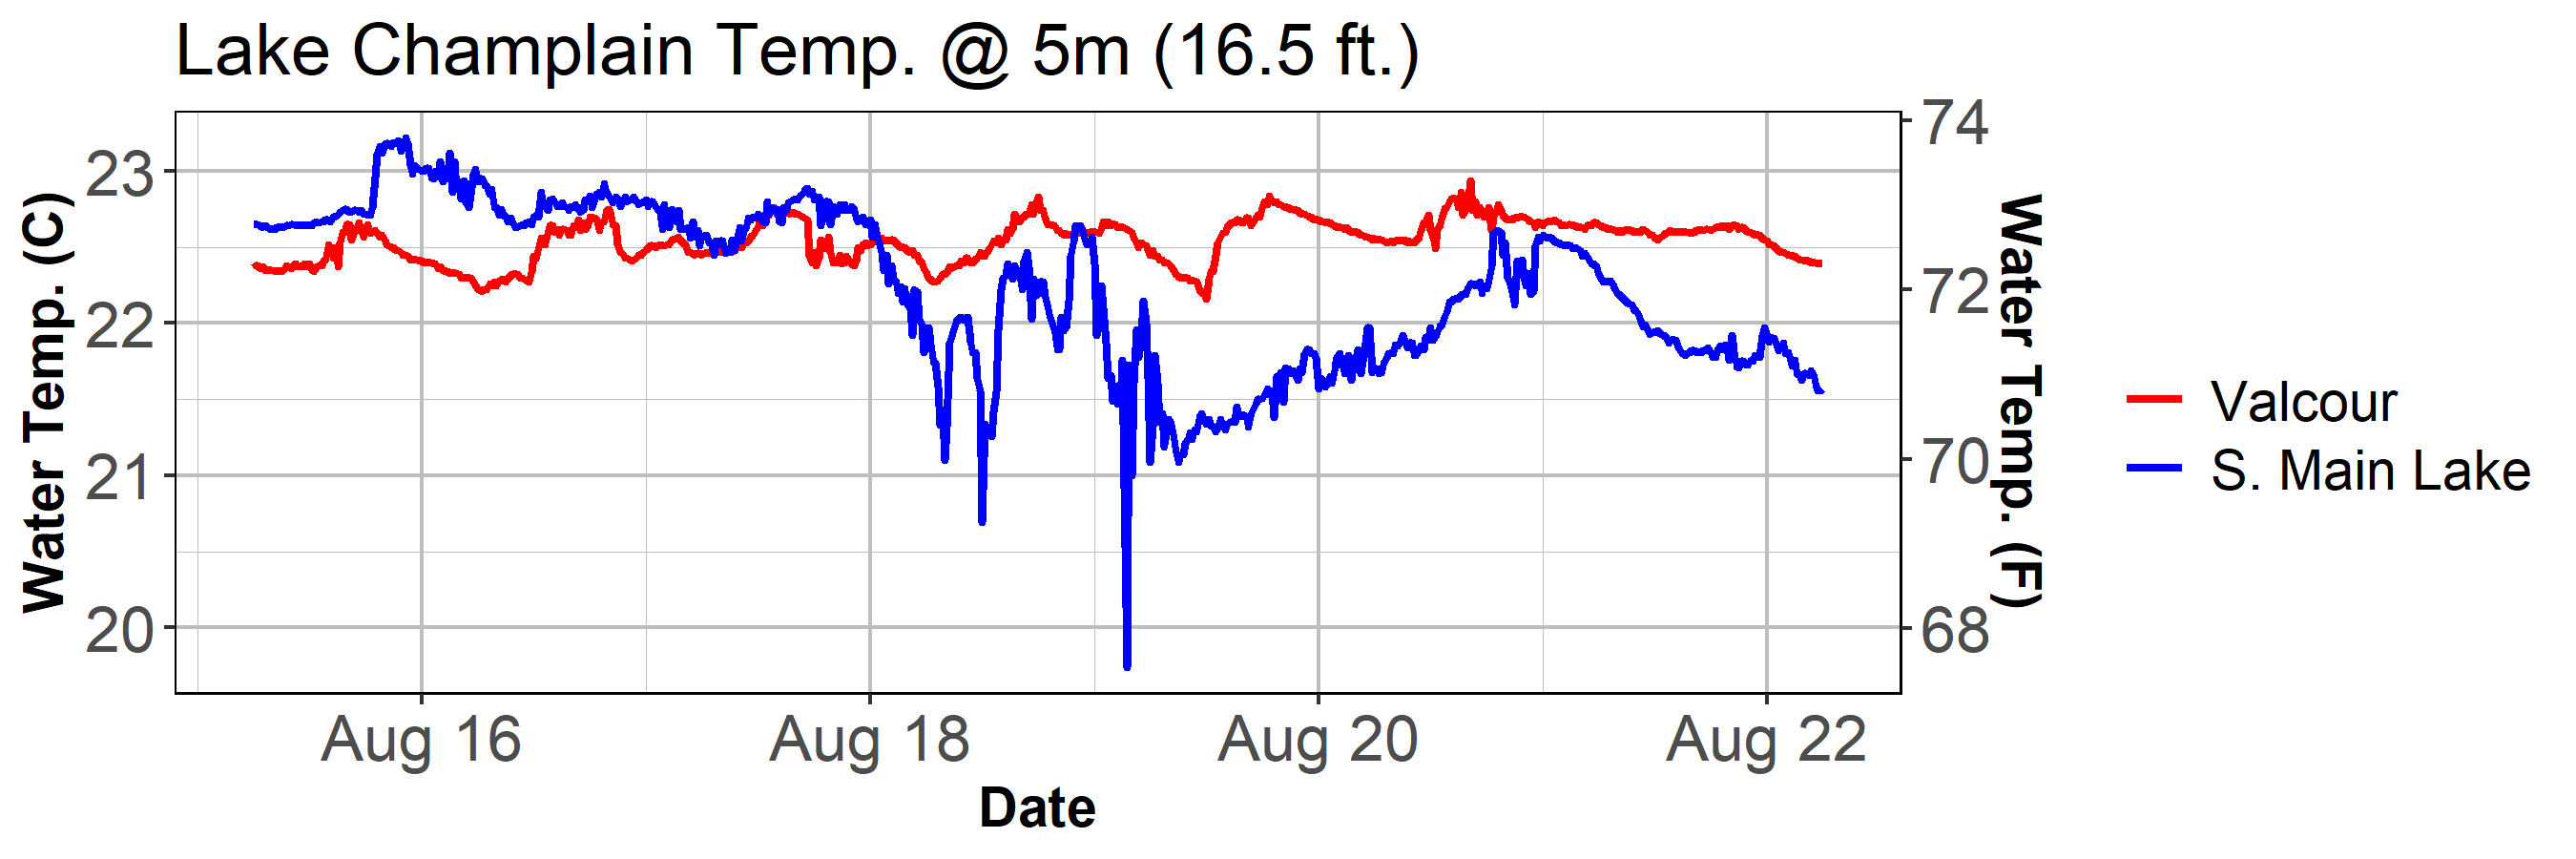 Lake Champlain Temp. @ 5m (16.5 ft.)
Water Temp. (C)
23
22
21
20
74
72
70
68
Water Temp. (F)
Aug 16
Aug 18
Aug 20
Aug 22
Date
Valcour
S. Main Lake